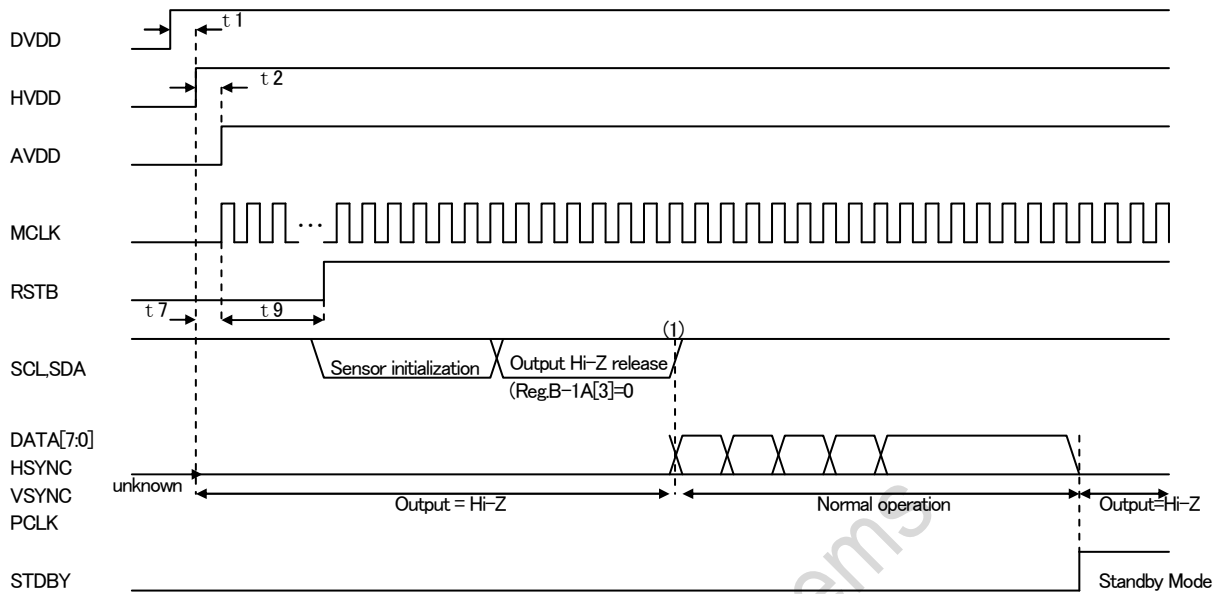 DVDD
t1
HVDD
t2
AVDD
MCLK
...
RSTB
t7
t9
(1)
SCL,SDA
Sensor initialization
Output Hi-Z release
(Reg.B-1A[3]=0
DATA[7:0]
HSYNC
unknown
VSYNC
Output = Hi-Z
Normal operation
Output=Hi-Z
PCLK
STDBY
Standby Mode
ems